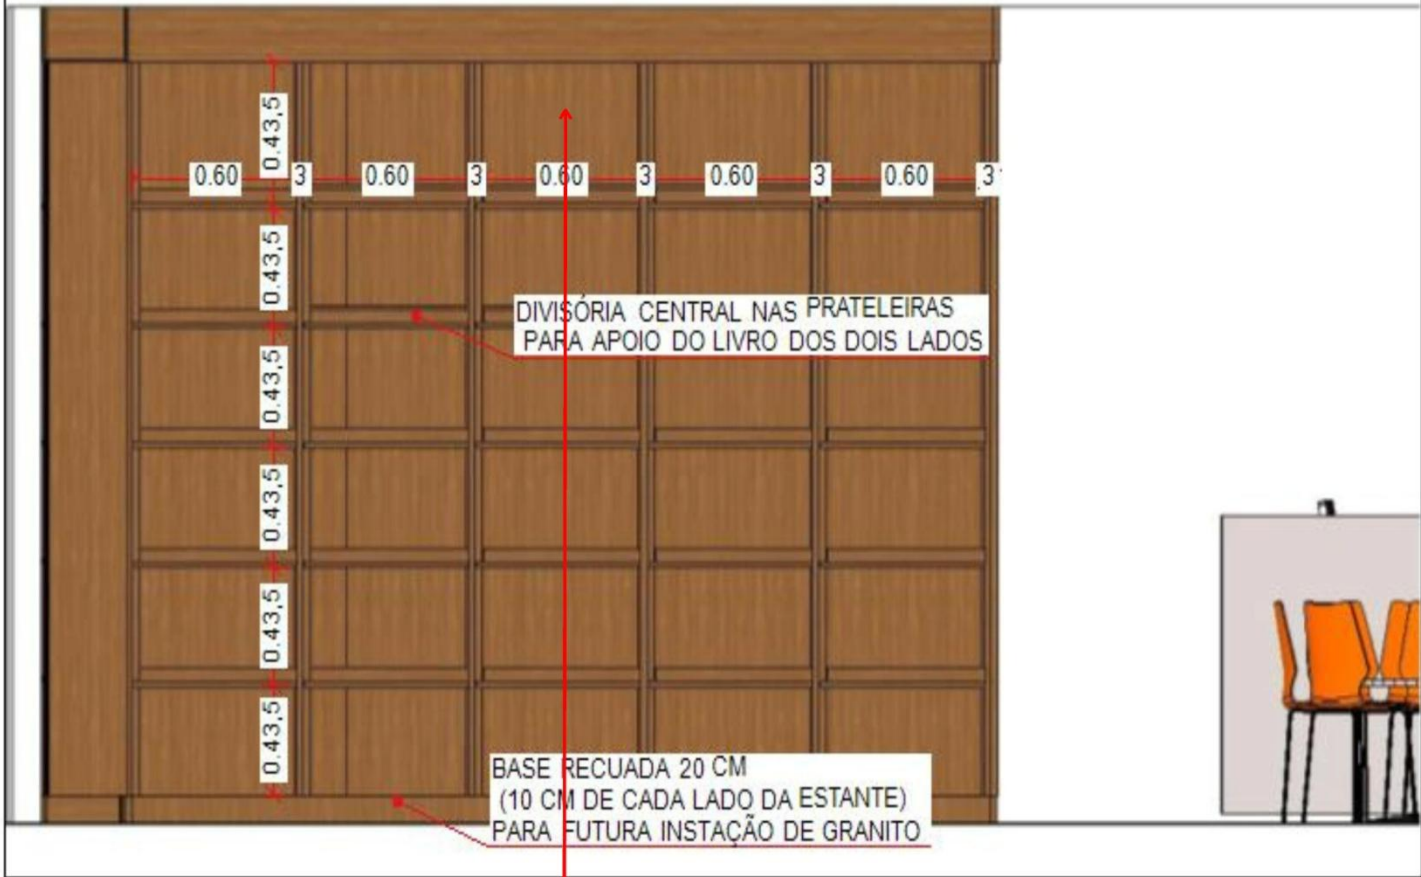 0.43,5
0.60 3 0.60 3 0.60 3 0.60 3 0.60 3
0.43,5
DIVISÓRIA CENTRAL NAS PRATELEIRAS
PARA APOIO DO LIVRO DOS DOIS LADOS
0.43,5
0.43,5
0.43,5
0.43,5
BASE RECUADA 20 CM
(10 CM DE CADA LADO DA ESTANTE)
PARA FUTURA INSTAÇÃO DE GRANITO